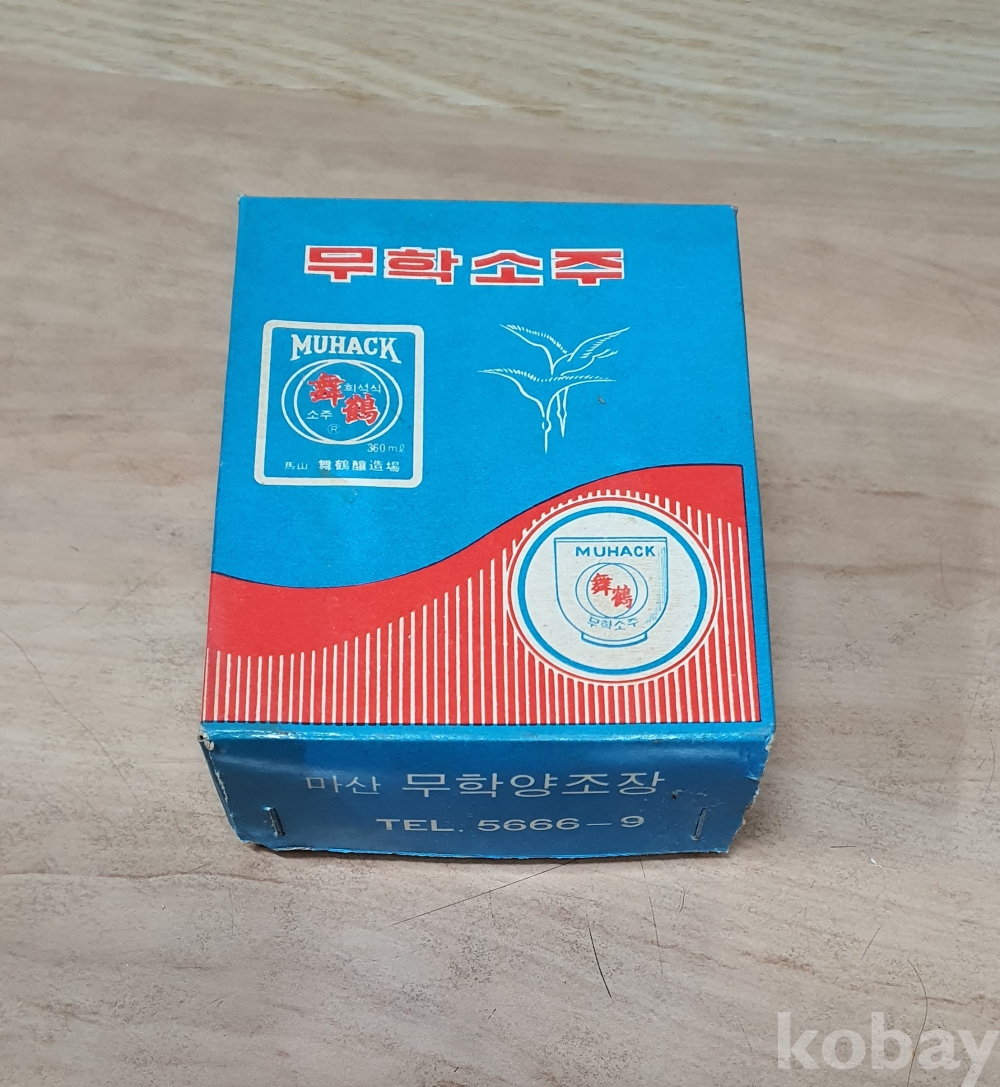 무학소주
MUHACK
舞 희석식
소주 鶴
®
360㎖
馬山 舞鶴釀造場
MUHACK
舞鶴
무학소주
마산 무학양조장
TEL. 5666-9
kobay